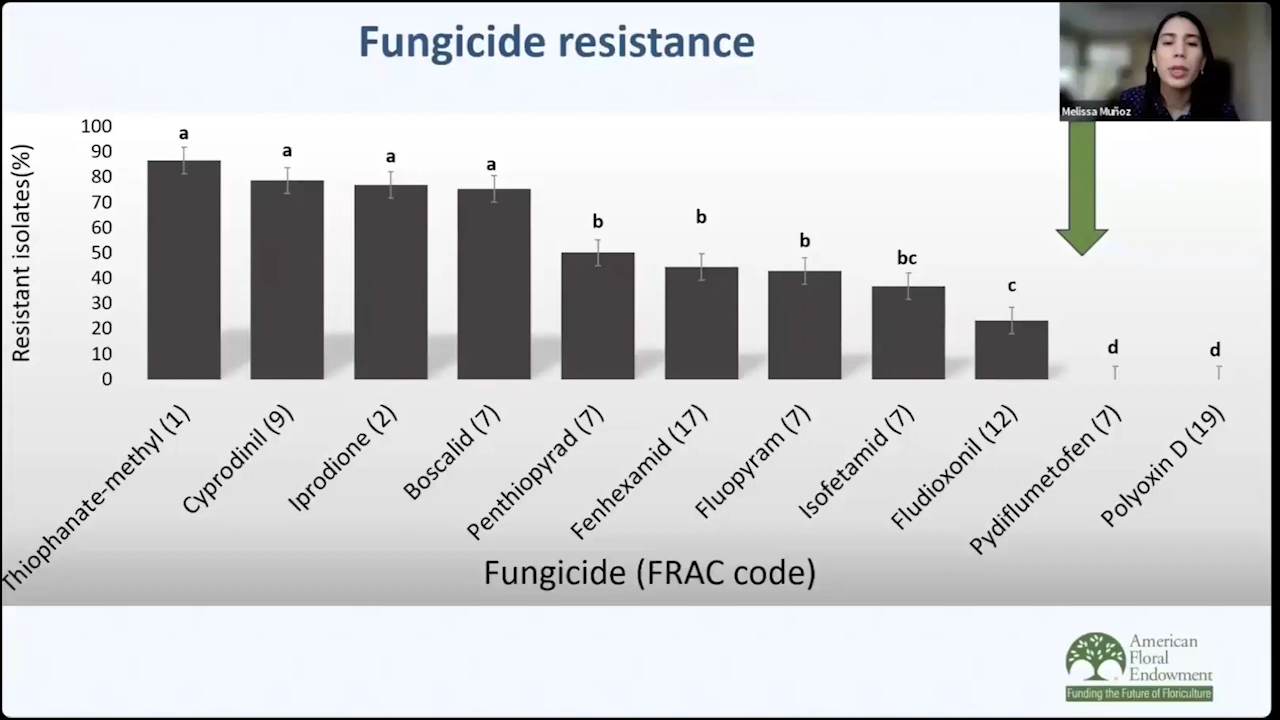 Fungicide resistance
Melissa Muñoz
Resistant isolates(%)
100
90
80
70
60
50
40
30
20
10
0
a
a
a
a
b
b
b
bc
c
d
d
Thiophanate-methyl (1)
Cyprodinil (9)
Iprodione (2)
Boscalid (7)
Penthiopyrad (7)
Fenhexamid (17)
Fluopyram (7)
Isofetamid (7)
Fludioxonil (12)
Pydiflumetofen (7)
Polyoxin D (19)
Fungicide (FRAC code)
American
Floral
Endowment
Funding the Future of Floriculture